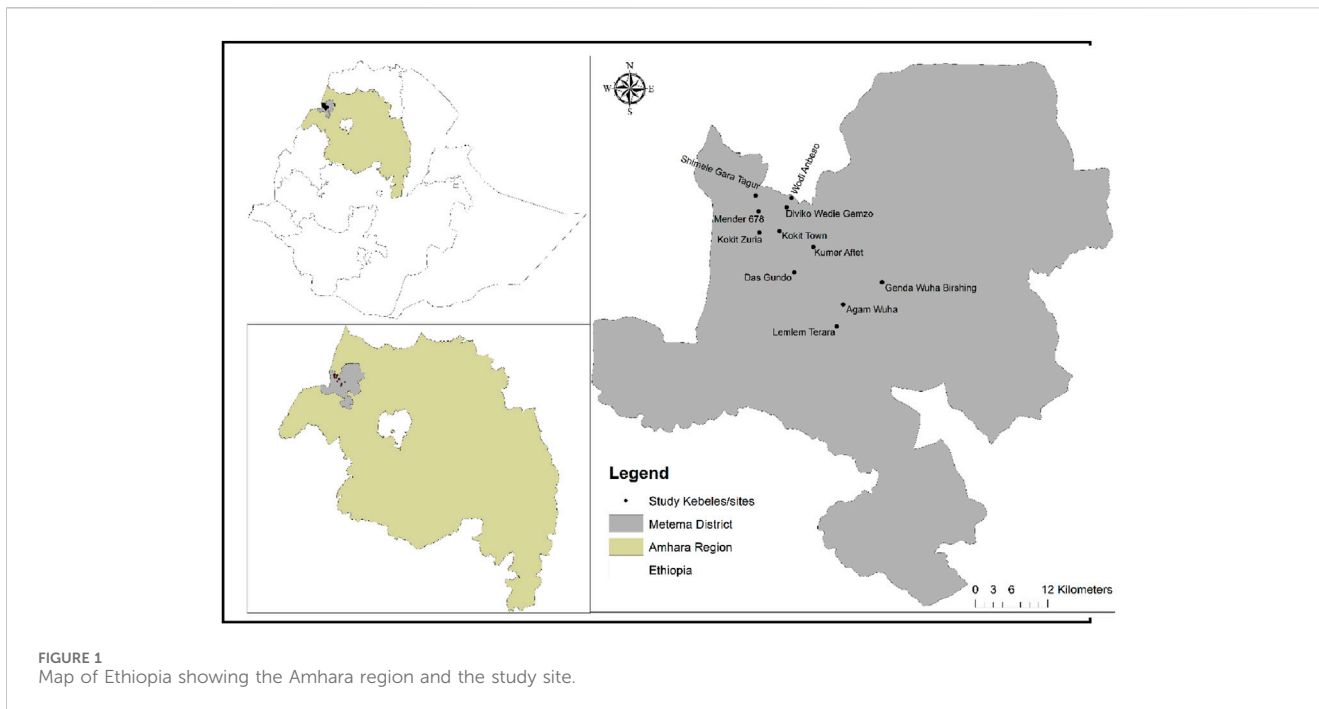 N
W E
S
Shimele Gara Tagur
Wodi Anbeso
Diviko Wedie Gemzo
Mender 678
Kokit Zuria
Kokit Town
Kumer Aftet
Das Gundo
Genda Wuha Birshing
Agam Wuha
Lemlem Terara
Legend
Study Kebeles/sites
Metema District
Amhara Region
Ethiopia
0 3 6 12 Kilometers
FIGURE 1
Map of Ethiopia showing the Amhara region and the study site.